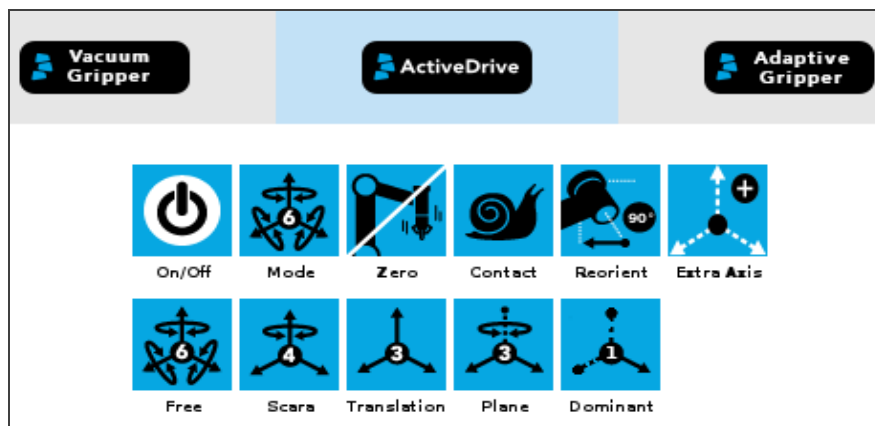 Vacuum
Gripper
ActiveDrive
Adaptive
Gripper
6
+
90°
On/Off Mode Zero Contact Reorient Extra Axis
6 4 3 3 1
Free Scara Translation Plane Dominant